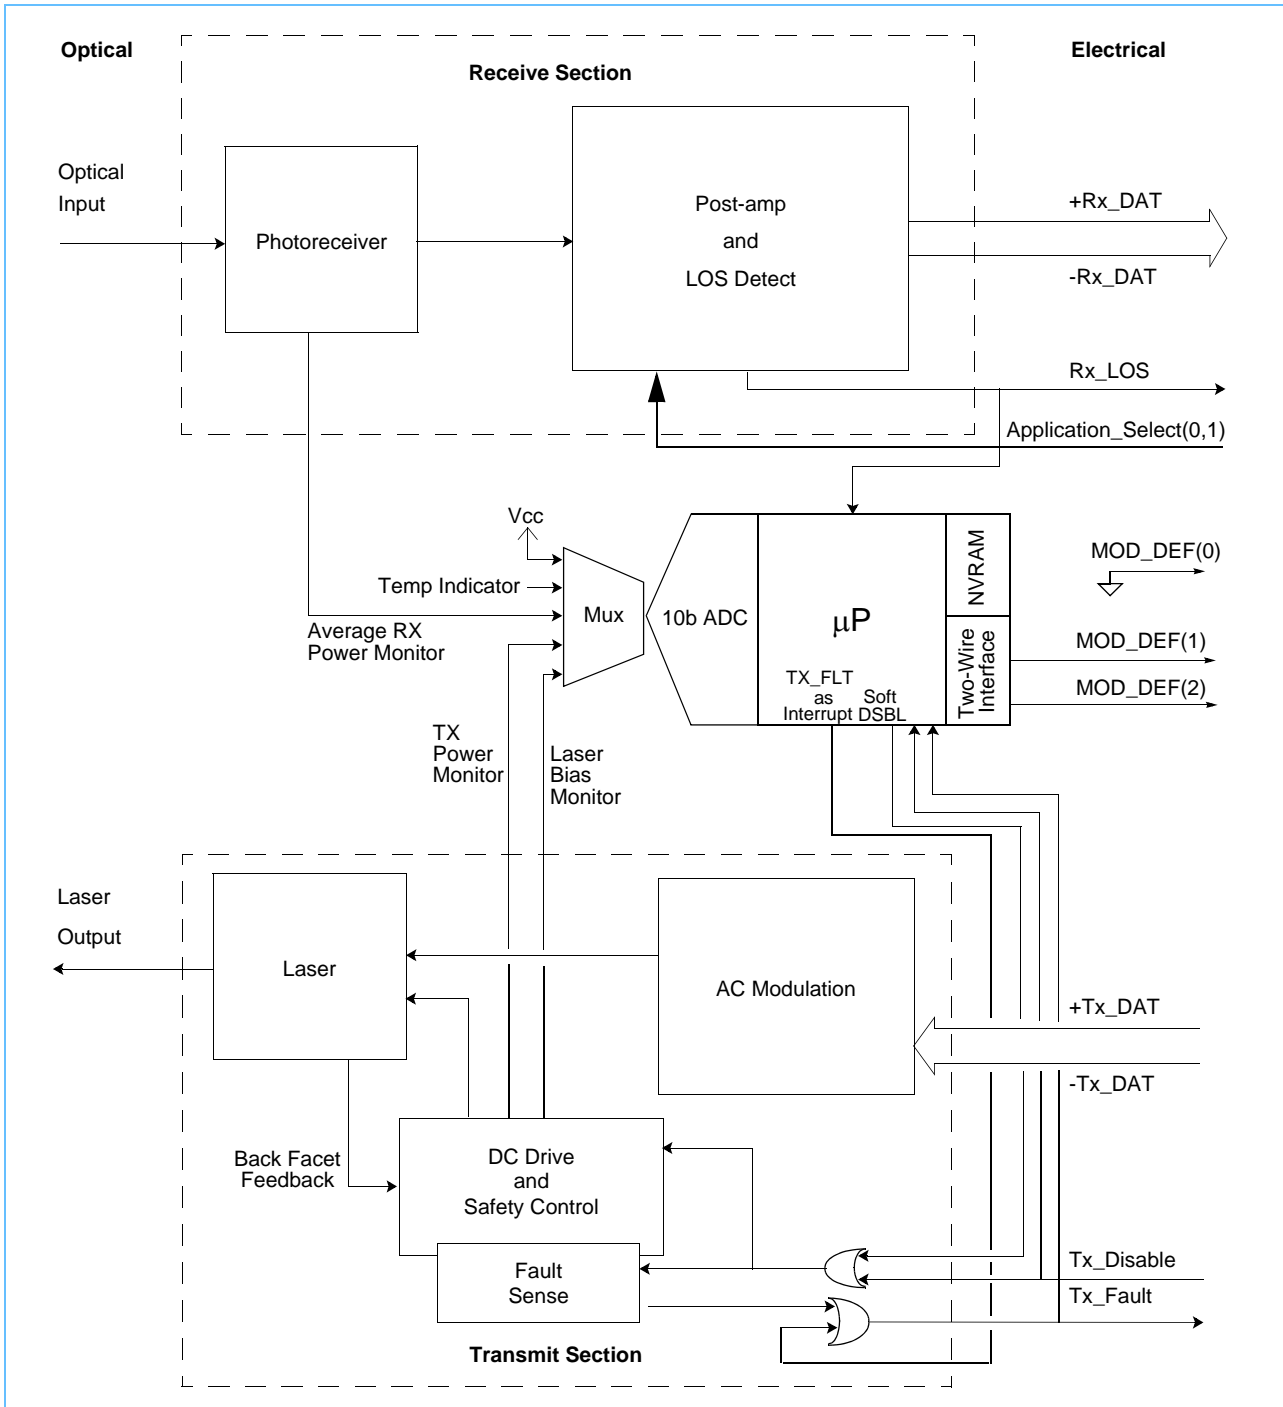 Optical
Electrical
Receive Section
Optical
Input
Photoreceiver
Post-amp
and
LOS Detect
+Rx_DAT
-Rx_DAT
Rx_LOS
Application_Select(0,1)
Vcc
Temp Indicator
Average RX
Power Monitor
Mux
10b ADC
μP
TX_FLT
as
Interrupt
Soft
DSBL
NVRAM
Two-Wire
Interface
MOD_DEF(0)
MOD_DEF(1)
MOD_DEF(2)
TX
Power
Monitor
Laser
Bias
Monitor
Laser
Output
Laser
AC Modulation
+Tx_DAT
-Tx_DAT
Back Facet
Feedback
DC Drive
and
Safety Control
Fault
Sense
Tx_Disable
Tx_Fault
Transmit Section